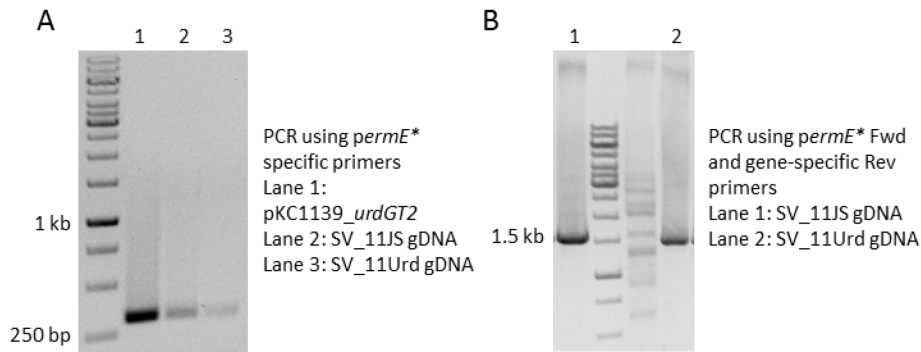 A
1 2 3
1 kb
250 bp
PCR using permE*
specific primers
Lane 1:
pKC1139_urdGT2
Lane 2: SV_11JS gDNA
Lane 3: SV_11Urd gDNA
B
1 2
1.5 kb
PCR using permE* Fwd
and gene-specific Rev
primers
Lane 1: SV_11JS gDNA
Lane 2: SV_11Urd gDNA